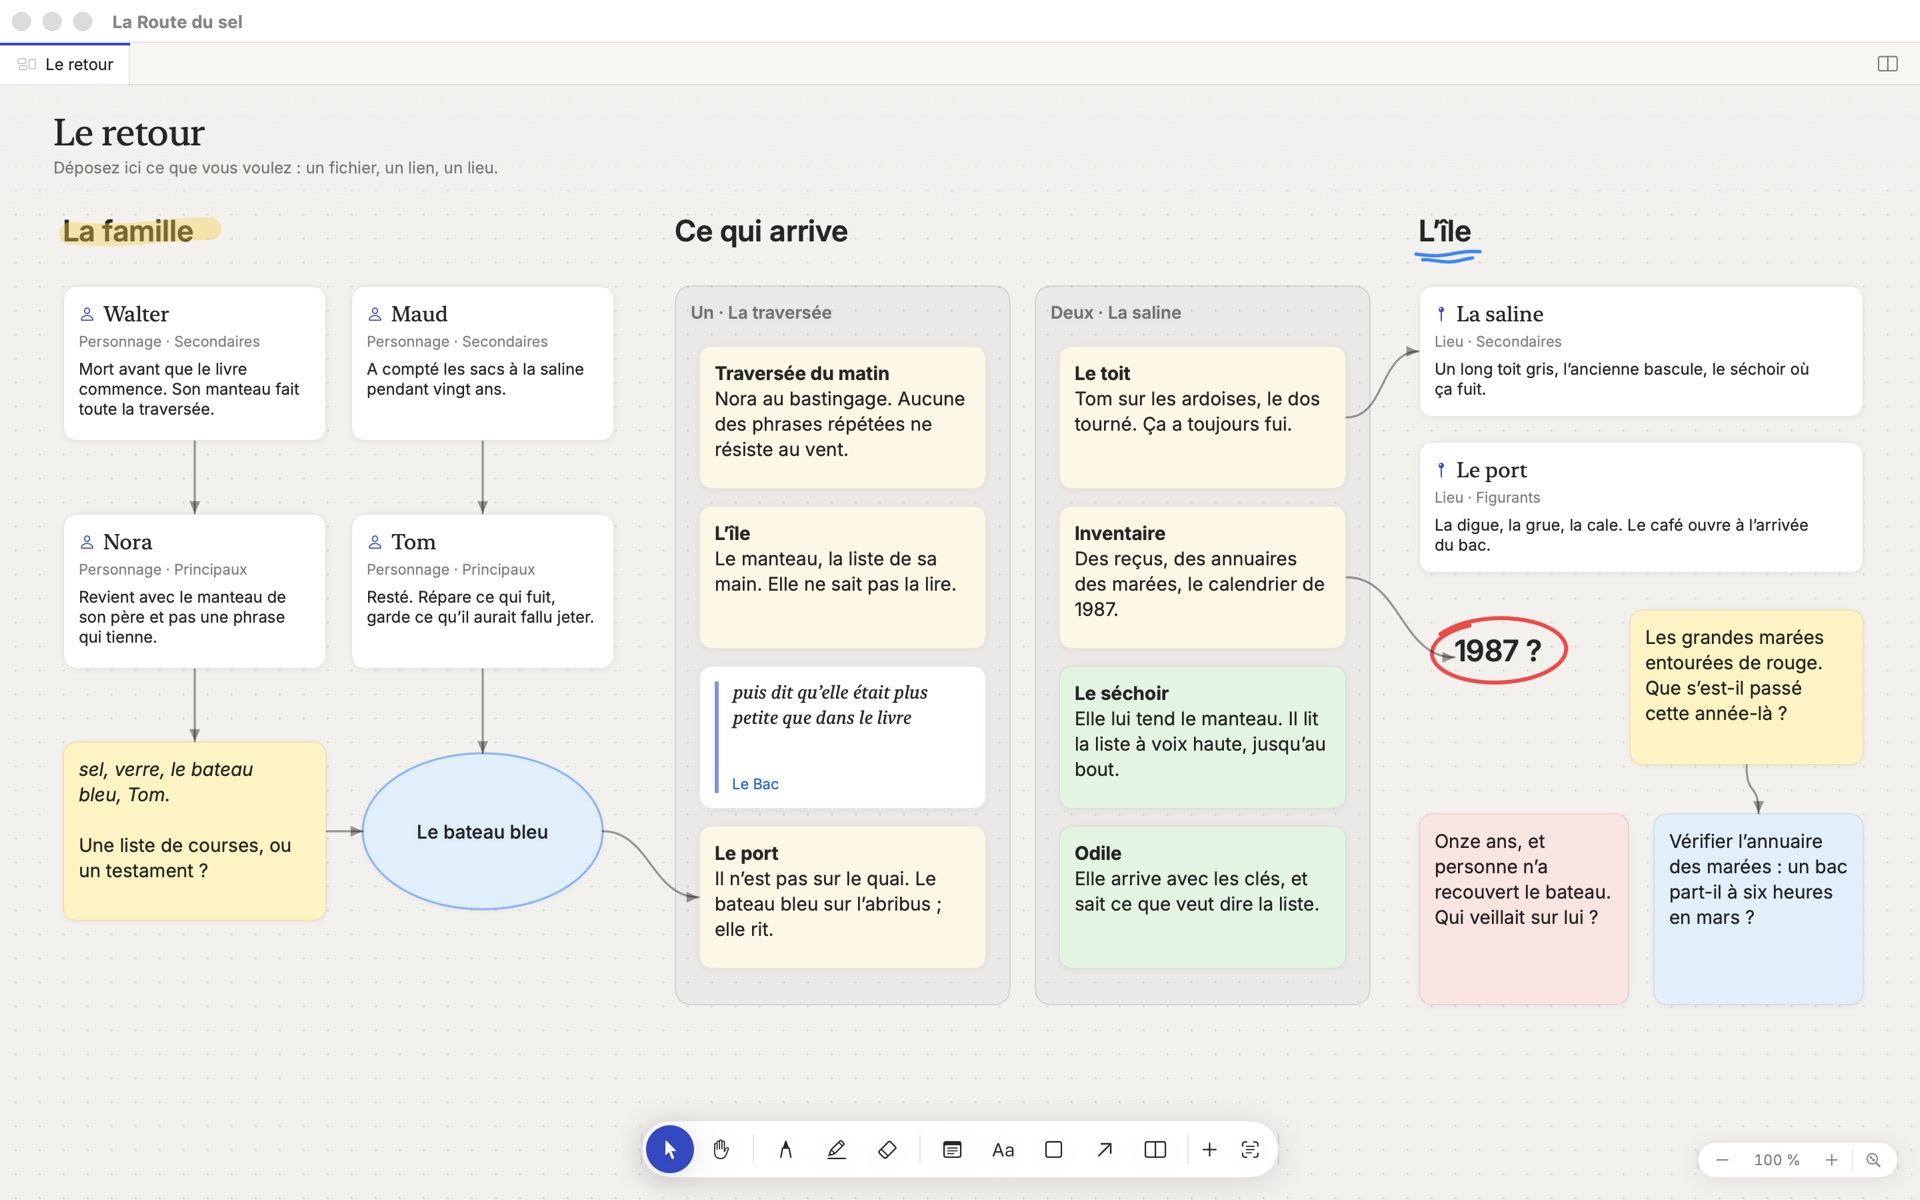 La Route du sel
Le retour
Le retour
Déposez ici ce que vous voulez : un fichier, un lien, un lieu.
La famille
Walter
Personnage · Secondaires
Mort avant que le livre
commence. Son manteau fait
toute la traversée.
Maud
Personnage · Secondaires
A compté les sacs à la saline
pendant vingt ans.
Nora
Personnage · Principaux
Revient avec le manteau de
son père et pas une phrase
qui tienne.
Tom
Personnage · Principaux
Resté. Répare ce qui fuit,
garde ce qu’il aurait fallu jeter.
sel, verre, le bateau
bleu, Tom.
Une liste de courses, ou
un testament ?
Le bateau bleu
Ce qui arrive
Un · La traversée
Traversée du matin
Nora au bastingage. Aucune
des phrases répétées ne
résiste au vent.
L’île
Le manteau, la liste de sa
main. Elle ne sait pas la lire.
puis dit qu’elle était plus
petite que dans le livre
Le Bac
Le port
Il n’est pas sur le quai. Le
bateau bleu sur l’abribus ;
elle rit.
Deux · La saline
Le toit
Tom sur les ardoises, le dos
tourné. Ça a toujours fui.
Inventaire
Des reçus, des annuaires
des marées, le calendrier de
1987.
Le séchoir
Elle lui tend le manteau. Il lit
la liste à voix haute, jusqu’au
bout.
Odile
Elle arrive avec les clés, et
sait ce que veut dire la liste.
L’île
La saline
Lieu · Secondaires
Un long toit gris, l’ancienne bascule, le séchoir où
ça fuit.
Le port
Lieu · Figurants
La digue, la grue, la cale. Le café ouvre à l’arrivée
du bac.
1987 ?
Les grandes marées
entourées de rouge.
Que s’est-il passé
cette année-là ?
Onze ans, et
personne n’a
recouvert le bateau.
Qui veillait sur lui ?
Vérifier l’annuaire
des marées : un bac
part-il à six heures
en mars ?
Aa
100 %